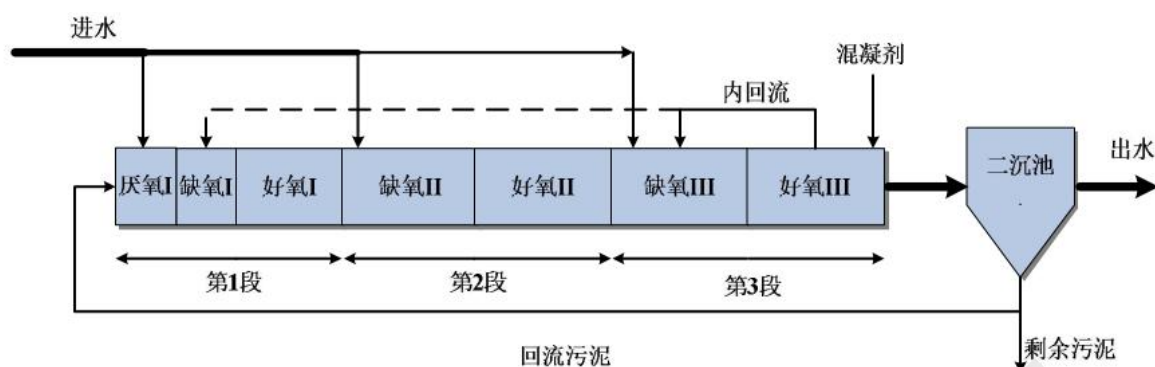 进水
混凝剂
内回流
出水
厌氧I
缺氧I
好氧I
缺氧II
好氧II
缺氧III
好氧III
二沉池
第1段
第2段
第3段
回流污泥
剩余污泥